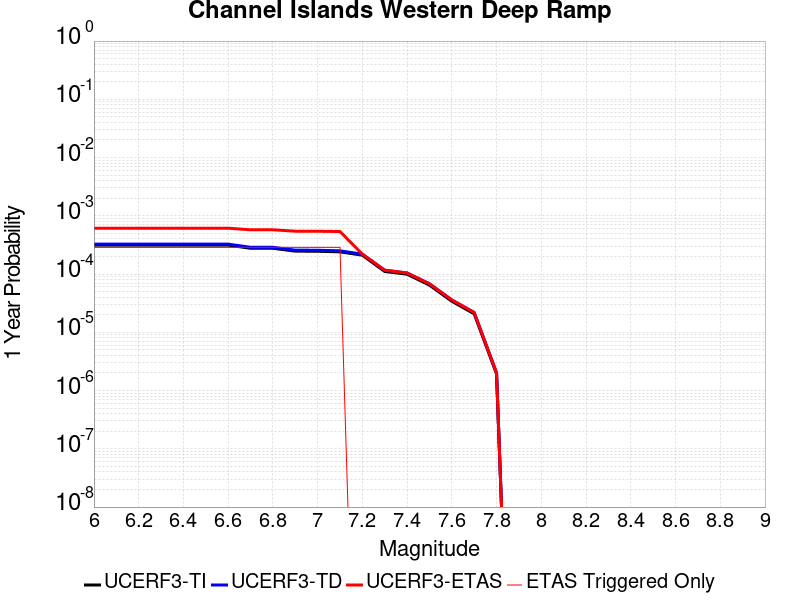 Channel Islands Western Deep Ramp
10^0
10^-1
10^-2
10^-3
10^-4
10^-5
10^-6
10^-7
10^-8
1 Year Probability
6 6.2 6.4 6.6 6.8 7 7.2 7.4 7.6 7.8 8 8.2 8.4 8.6 8.8 9
Magnitude
UCERF3-TI UCERF3-TD UCERF3-ETAS ETAS Triggered Only